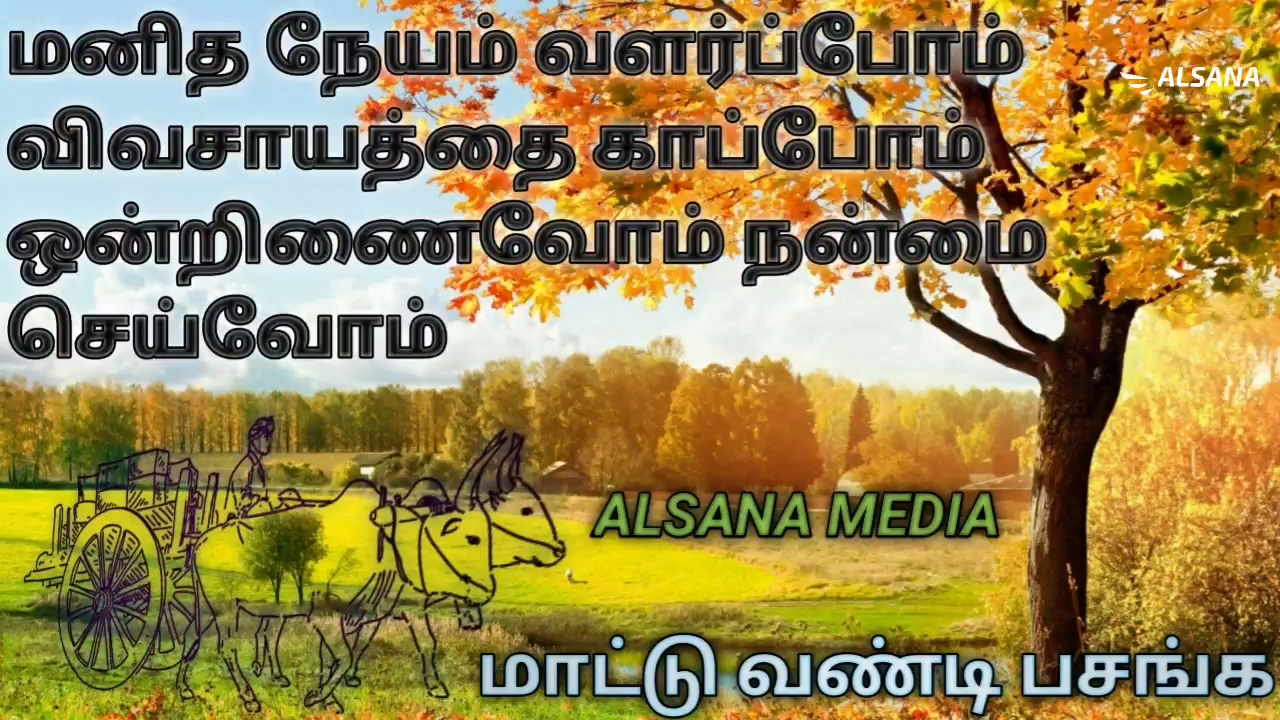 மனித நேயம் வளர்ப்போம்
ALSANA
விவசாயத்தை காப்போம்
ஒன்றிணைவோம் நன்மை
செய்வோம்
ALSANA MEDIA
மாட்டு வண்டி பசங்க